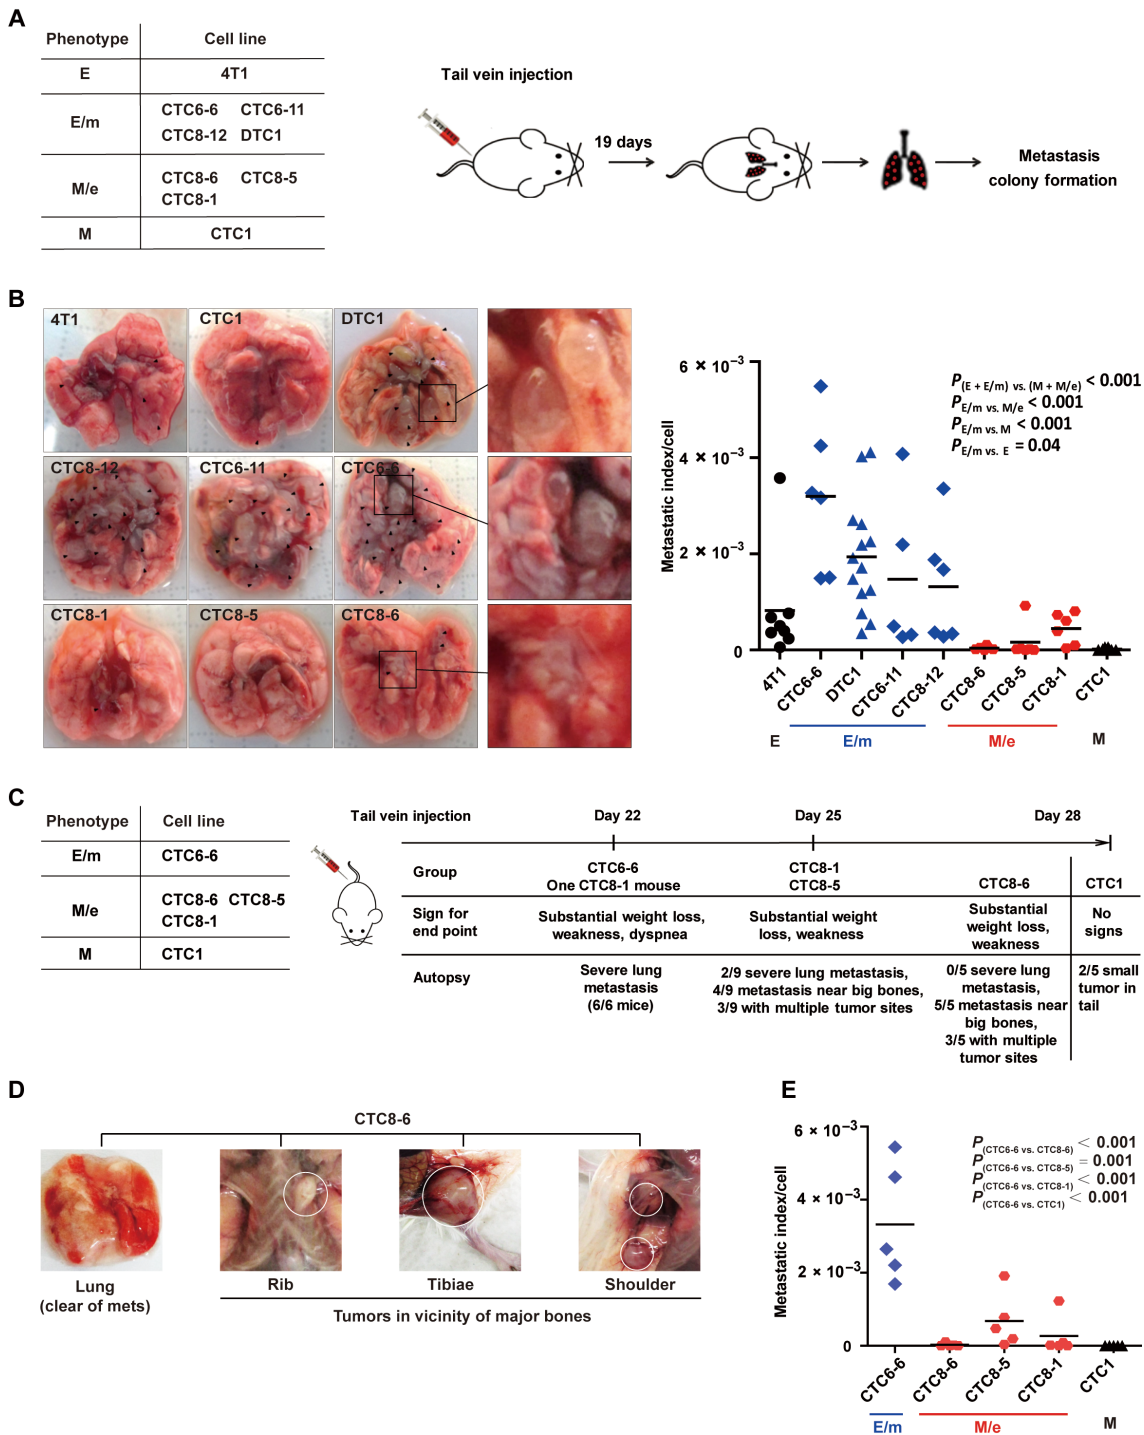 A
Phenotype Cell line
E 4T1
E/m CTC6-6 CTC6-11
CTC8-12 DTC1
M/e CTC8-6 CTC8-5
CTC8-1
M CTC1
Tail vein injection
19 days
Metastasis
colony formation
B
4T1 CTC1 DTC1
CTC8-12 CTC6-11 CTC6-6
CTC8-1 CTC8-5 CTC8-6
Metastatic index/cell
6 × 10⁻³
4 × 10⁻³
2 × 10⁻³
0
P(E + E/m) vs. (M + M/e) < 0.001
PE/m vs. M/e < 0.001
PE/m vs. M < 0.001
PE/m vs. E = 0.04
4T1 CTC6-6 DTC1 CTC6-11 CTC8-12 CTC8-6 CTC8-5 CTC8-1 CTC1
E E/m M/e M
C
Phenotype Cell line
E/m CTC6-6
M/e CTC8-6 CTC8-5
CTC8-1
M CTC1
Tail vein injection Day 22 Day 25 Day 28
Group
CTC6-6
One CTC8-1 mouse
CTC8-1
CTC8-5
CTC8-6
CTC1
Sign for
end point
Substantial weight loss,
weakness, dyspnea
Substantial weight
loss, weakness
Substantial
weight loss,
weakness
No
signs
Autopsy
Severe lung
metastasis
(6/6 mice)
2/9 severe lung metastasis,
4/9 metastasis near big bones,
3/9 with multiple tumor sites
0/5 severe lung
metastasis,
5/5 metastasis near
big bones,
3/5 with multiple
tumor sites
2/5 small
tumor in
tail
D
CTC8-6
Lung
(clear of mets)
Rib Tibiae Shoulder
Tumors in vicinity of major bones
E
Metastatic index/cell
6 × 10⁻³
4 × 10⁻³
2 × 10⁻³
0
P(CTC6-6 vs. CTC8-6) < 0.001
P(CTC6-6 vs. CTC8-5) = 0.001
P(CTC6-6 vs. CTC8-1) < 0.001
P(CTC6-6 vs. CTC1) < 0.001
CTC6-6 CTC8-6 CTC8-5 CTC8-1 CTC1
E/m M/e M